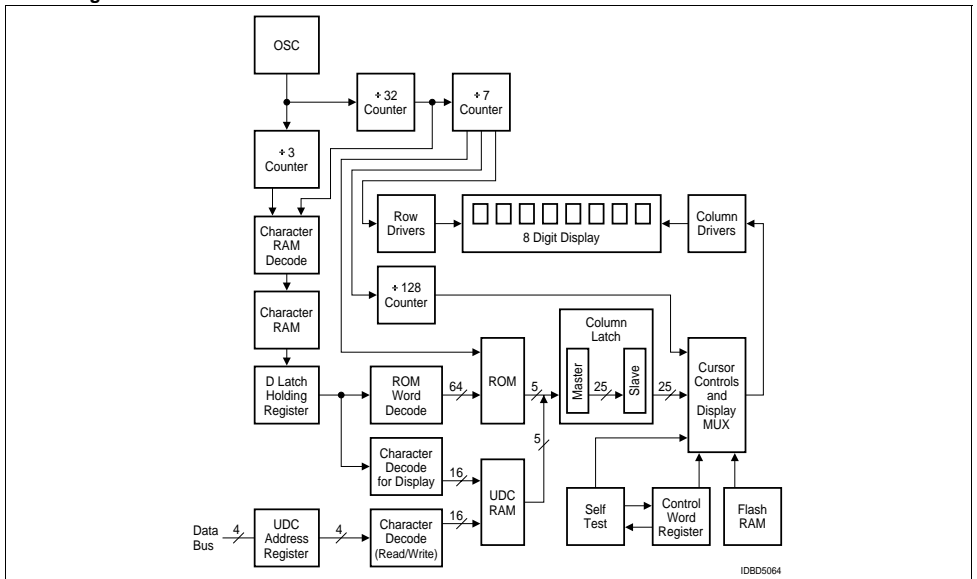 OSC
÷ 32
Counter
÷ 7
Counter
÷ 3
Counter
Row
Drivers
8 Digit Display
Column
Drivers
Character
RAM
Decode
÷ 128
Counter
Character
RAM
Column
Latch
Master
25
Slave
25
Cursor
Controls
and
Display
MUX
D Latch
Holding
Register
ROM
Word
Decode
64
ROM
5
5
Character
Decode
for Display
16
UDC
RAM
Data
Bus
4
UDC
Address
Register
4
Character
Decode
(Read/Write)
16
Self
Test
Control
Word
Register
Flash
RAM
IDBD5064